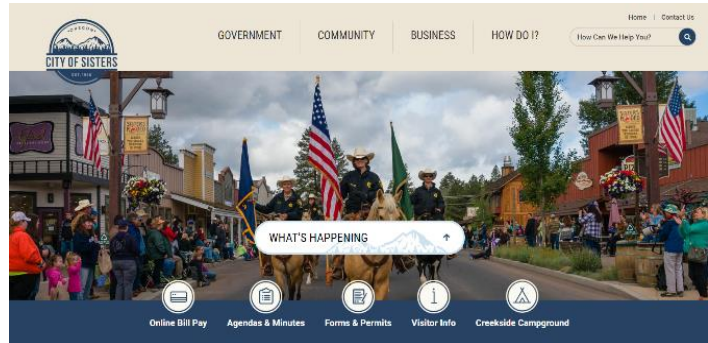 Home | Contact Us
OREGON
CITY OF SISTERS
EST. 1946
GOVERNMENT
COMMUNITY
BUSINESS
HOW DO I?
How Can We Help You?
WHAT'S HAPPENING
Online Bill Pay
Agendas & Minutes
Forms & Permits
Visitor Info
Creekside Campground